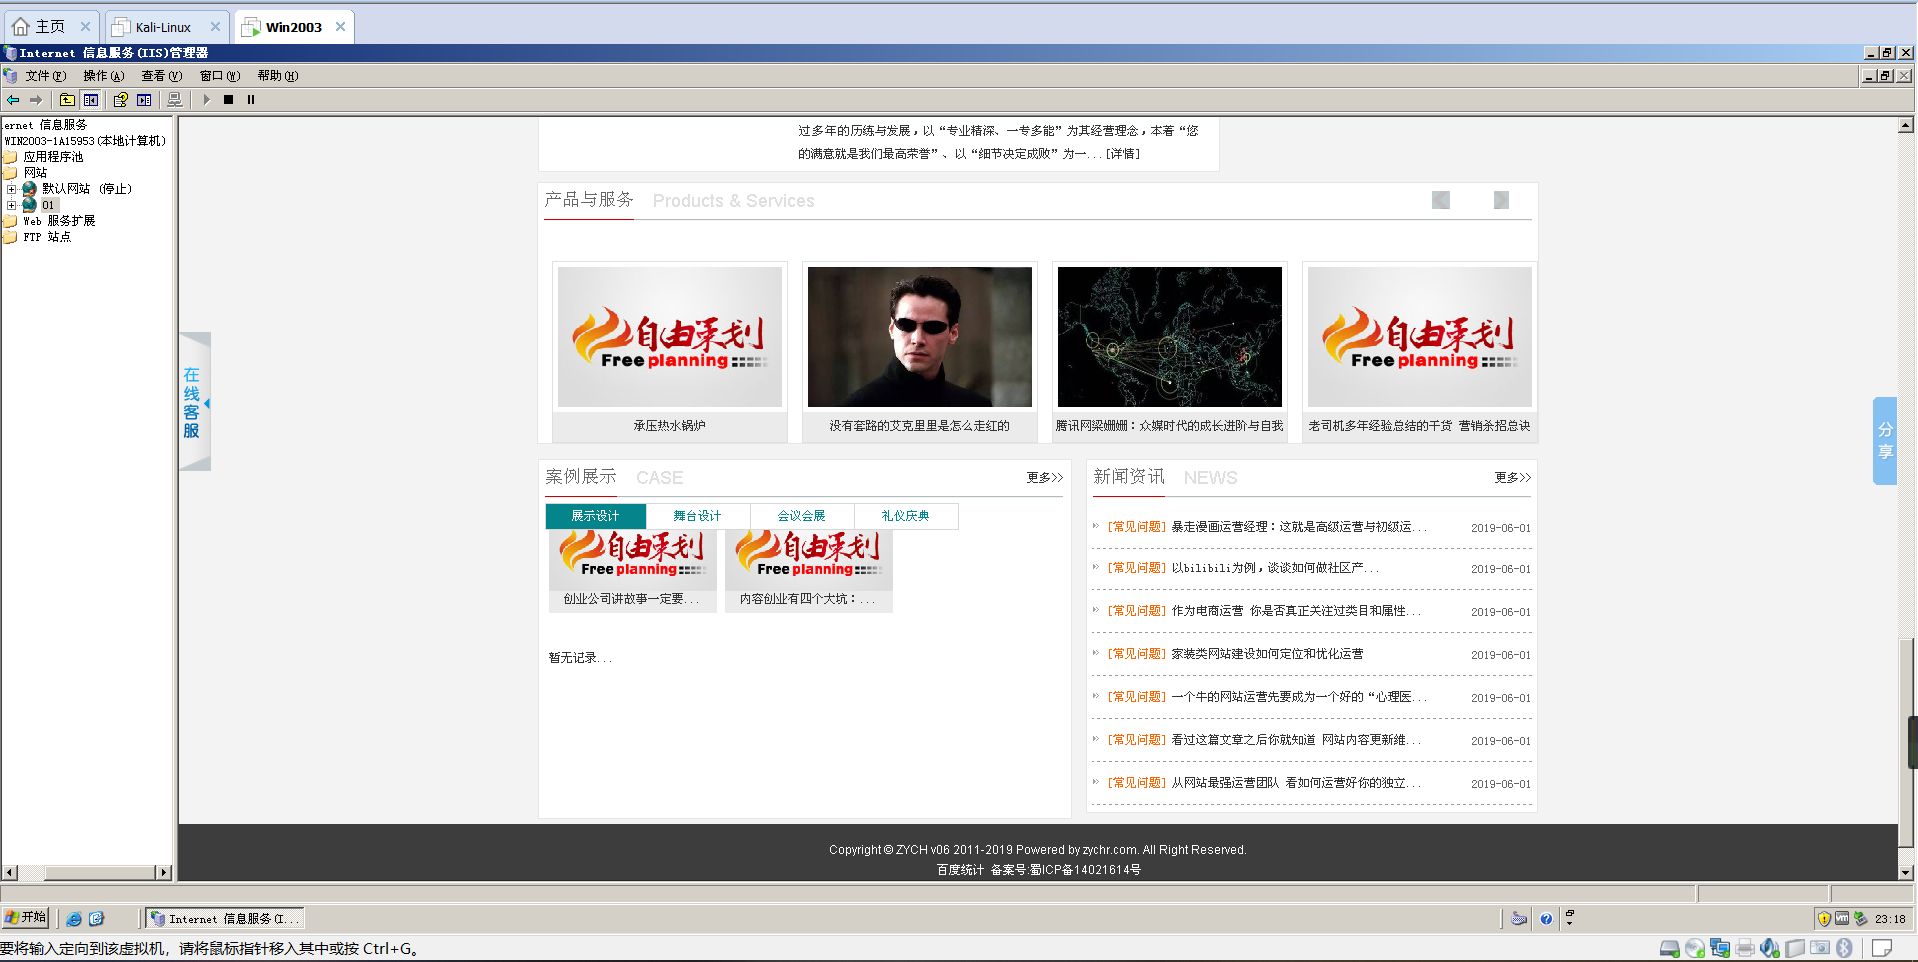 主页
Kali-Linux
Win2003
Internet 信息服务(IIS)管理器
文件(F) 操作(A) 查看(V) 窗口(W) 帮助(H)
ernet 信息服务
WIN2003-1A15953(本地计算机)
应用程序池
网站
默认网站 (停止)
01
Web 服务扩展
FTP 站点
过多年的历练与发展，以“专业精深、一专多能”为其经营理念，本着“您
的满意就是我们最高荣誉”、以“细节决定成败”为一...[详情]
产品与服务 Products & Services
自由策划
Free planning
自由策划
Free planning
承压热水锅炉
没有套路的艾克里里是怎么走红的
腾讯网梁姗姗：众媒时代的成长进阶与自我
老司机多年经验总结的干货 营销杀招总诀
在线客服
分享
案例展示 CASE 更多>>
展示设计 舞台设计 会议会展 礼仪庆典
自由策划
Free planning
自由策划
Free planning
创业公司讲故事一定要...
内容创业有四个大坑：...
暂无记录...
新闻资讯 NEWS 更多>>
[常见问题] 暴走漫画运营经理：这就是高级运营与初级运... 2019-06-01
[常见问题] 以bilibili为例，谈谈如何做社区产... 2019-06-01
[常见问题] 作为电商运营 你是否真正关注过类目和属性... 2019-06-01
[常见问题] 家装类网站建设如何定位和优化运营 2019-06-01
[常见问题] 一个牛的网站运营先要成为一个好的“心理医... 2019-06-01
[常见问题] 看过这篇文章之后你就知道 网站内容更新维... 2019-06-01
[常见问题] 从网站最强运营团队 看如何运营好你的独立... 2019-06-01
Copyright © ZYCH v06 2011-2019 Powered by zychr.com. All Right Reserved.
百度统计 备案号:蜀ICP备14021614号
开始
Internet 信息服务(I...
23:18
要将输入定向到该虚拟机，请将鼠标指针移入其中或按 Ctrl+G。